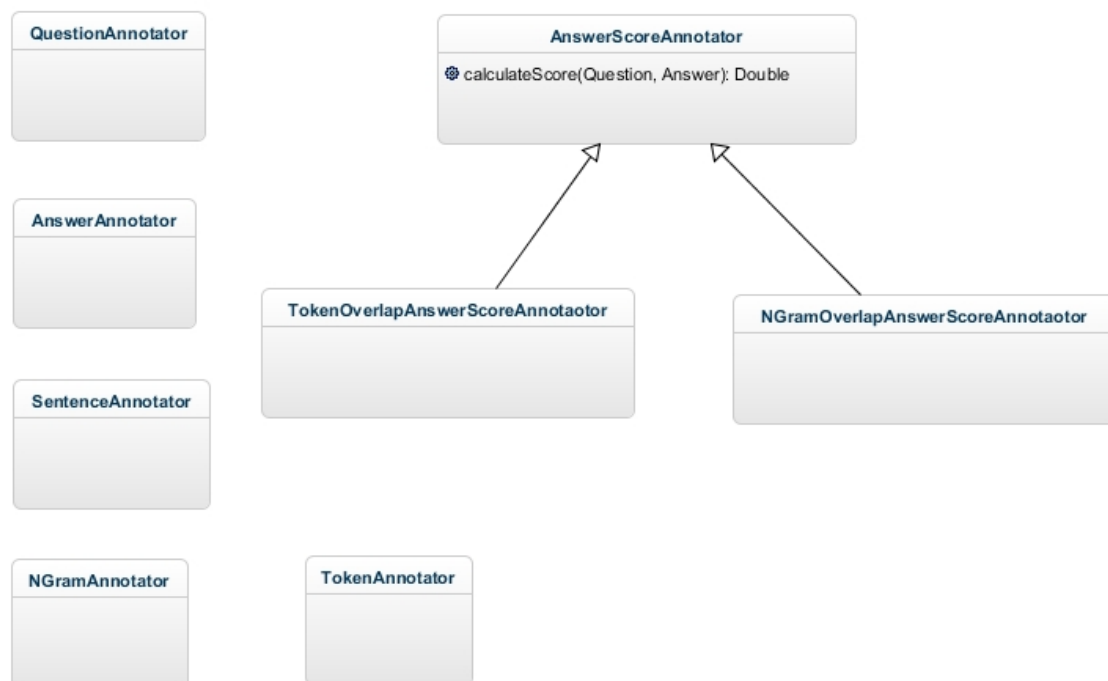 QuestionAnnotator
AnswerScoreAnnotator
calculateScore(Question, Answer): Double
AnswerAnnotator
TokenOverlapAnswerScoreAnnotaotor
NGramOverlapAnswerScoreAnnotaotor
SentenceAnnotator
NGramAnnotator
TokenAnnotator